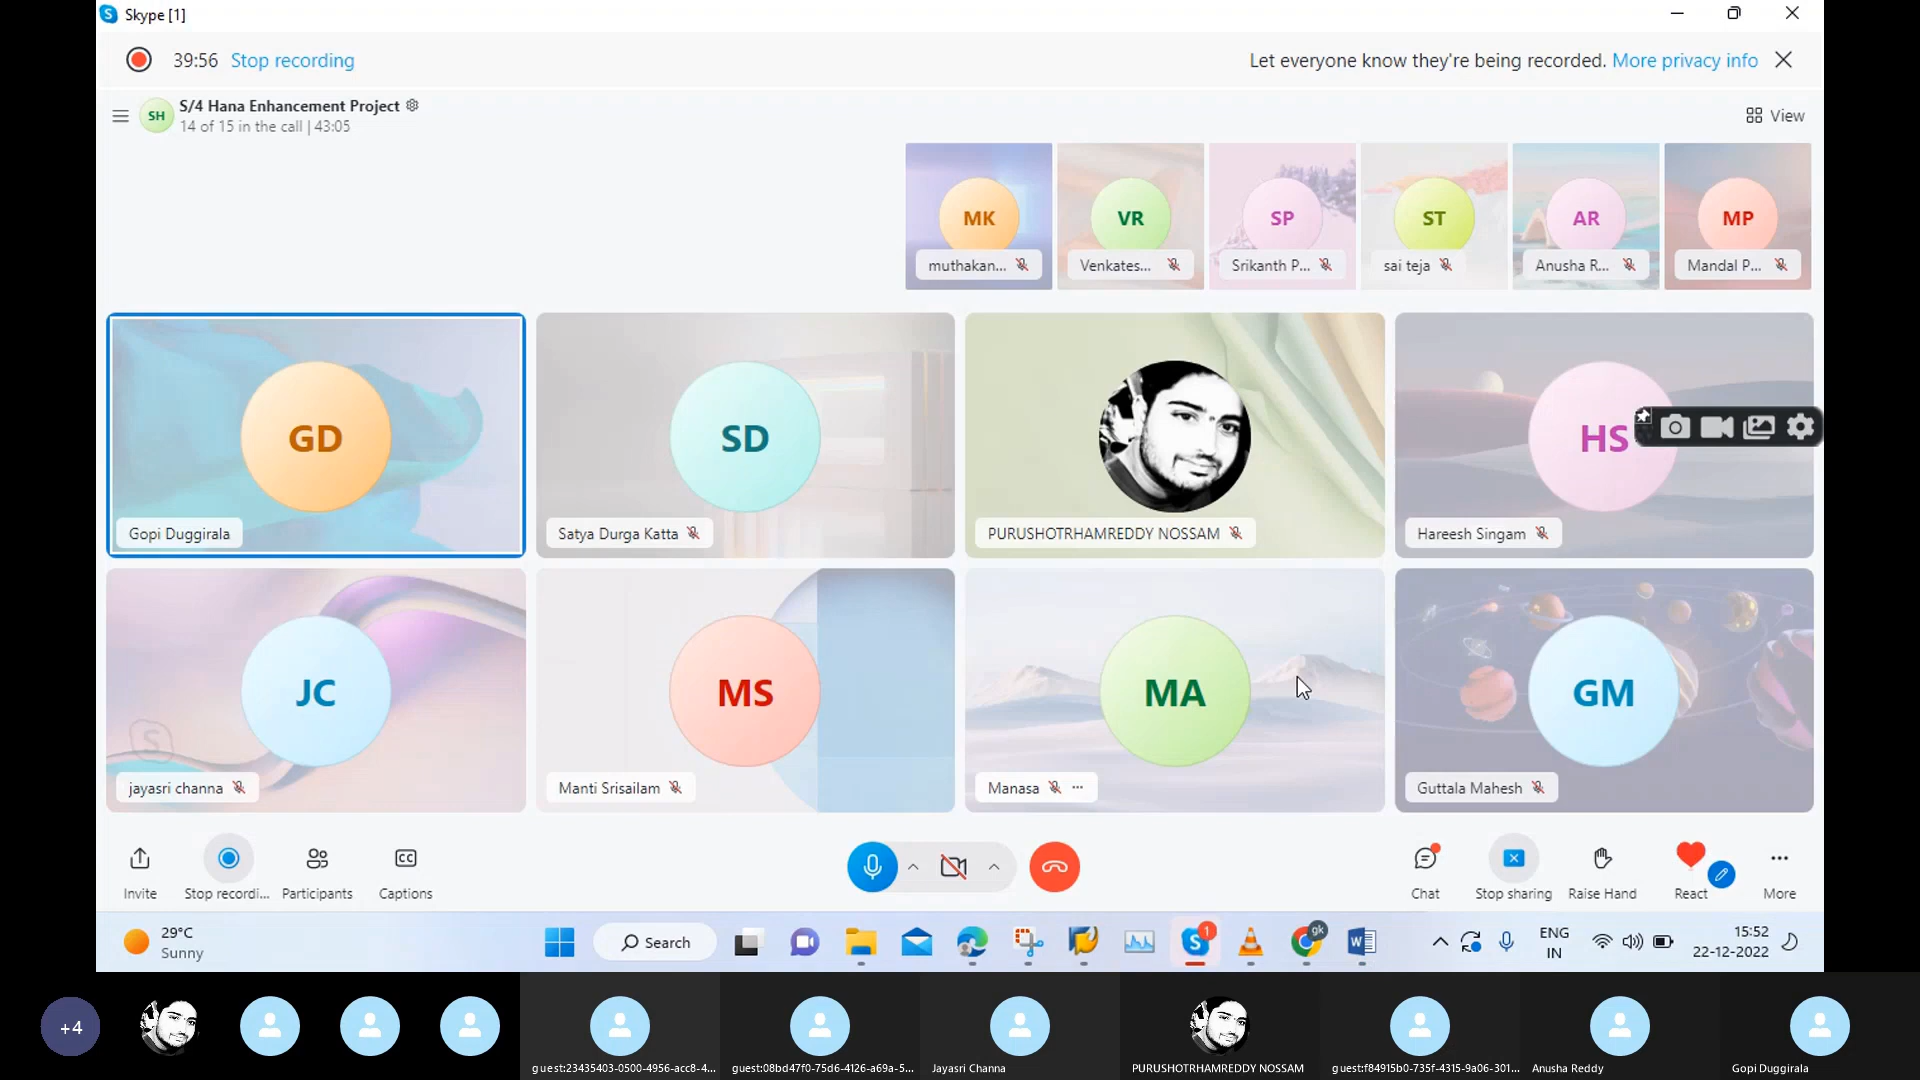 Skype [1]
39:56 Stop recording
Let everyone know they're being recorded. More privacy info
SH
S/4 Hana Enhancement Project
14 of 15 in the call | 43:05
View
MK
VR
SP
ST
AR
MP
muthakan...
Venkates...
Srikanth P...
sai teja
Anusha R...
Mandal P...
GD
SD
HS
Gopi Duggirala
Satya Durga Katta
PURUSHOTRHAMREDDY NOSSAM
Hareesh Singam
JC
MS
MA
GM
jayasri channa
Manti Srisailam
Manasa
Guttala Mahesh
Invite
Stop recordi...
Participants
CC
Captions
Chat
Stop sharing
Raise Hand
React
More
29°C
Sunny
Search
S
1
gk
W
ENG
IN
15:52
22-12-2022
+4
guest:23435403-0500-4956-acc8-4...
guest:08bd47f0-75d6-4126-a69a-5...
Jayasri Channa
PURUSHOTRHAMREDDY NOSSAM
guest:f84915b0-735f-4315-9a06-301...
Anusha Reddy
Gopi Duggirala